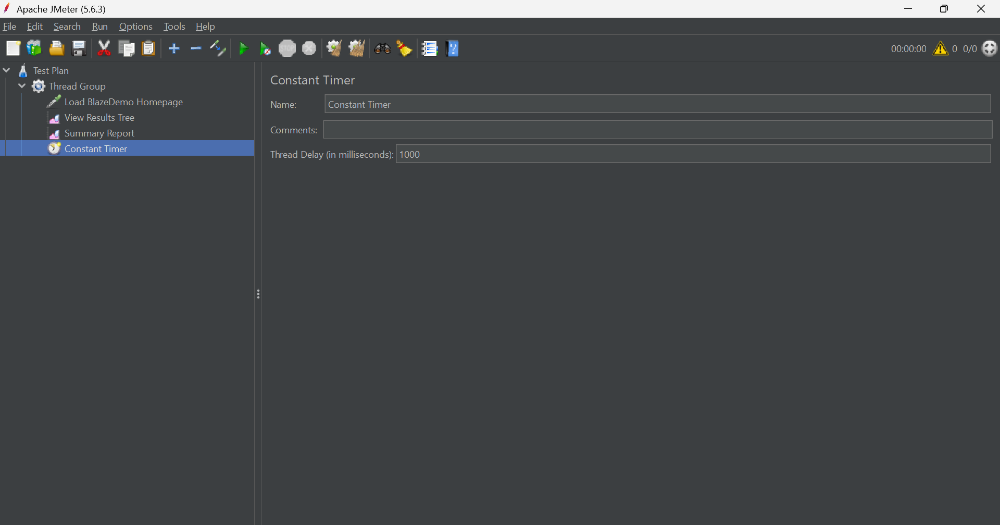 Apache JMeter (5.6.3)
File Edit Search Run Options Tools Help
STOP ? 00:00:00 0 0/0
Test Plan
Thread Group
Load BlazeDemo Homepage
View Results Tree
Summary Report
Constant Timer
Constant Timer
Name: Constant Timer
Comments:
Thread Delay (in milliseconds): 1000